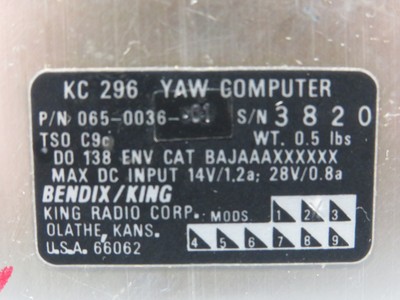 KC 296 YAW COMPUTER
P/N 065-0036-01 S/N 3820
TSO C9c WT. 0.5 lbs
DO 138 ENV CAT BAJAAAXXXXXX
MAX DC INPUT 14V/1.2a; 28V/0.8a
BENDIX/KING
KING RADIO CORP. MODS. 1 2 3
OLATHE, KANS. 4 5 6 7 8 9
U.S.A. 66062